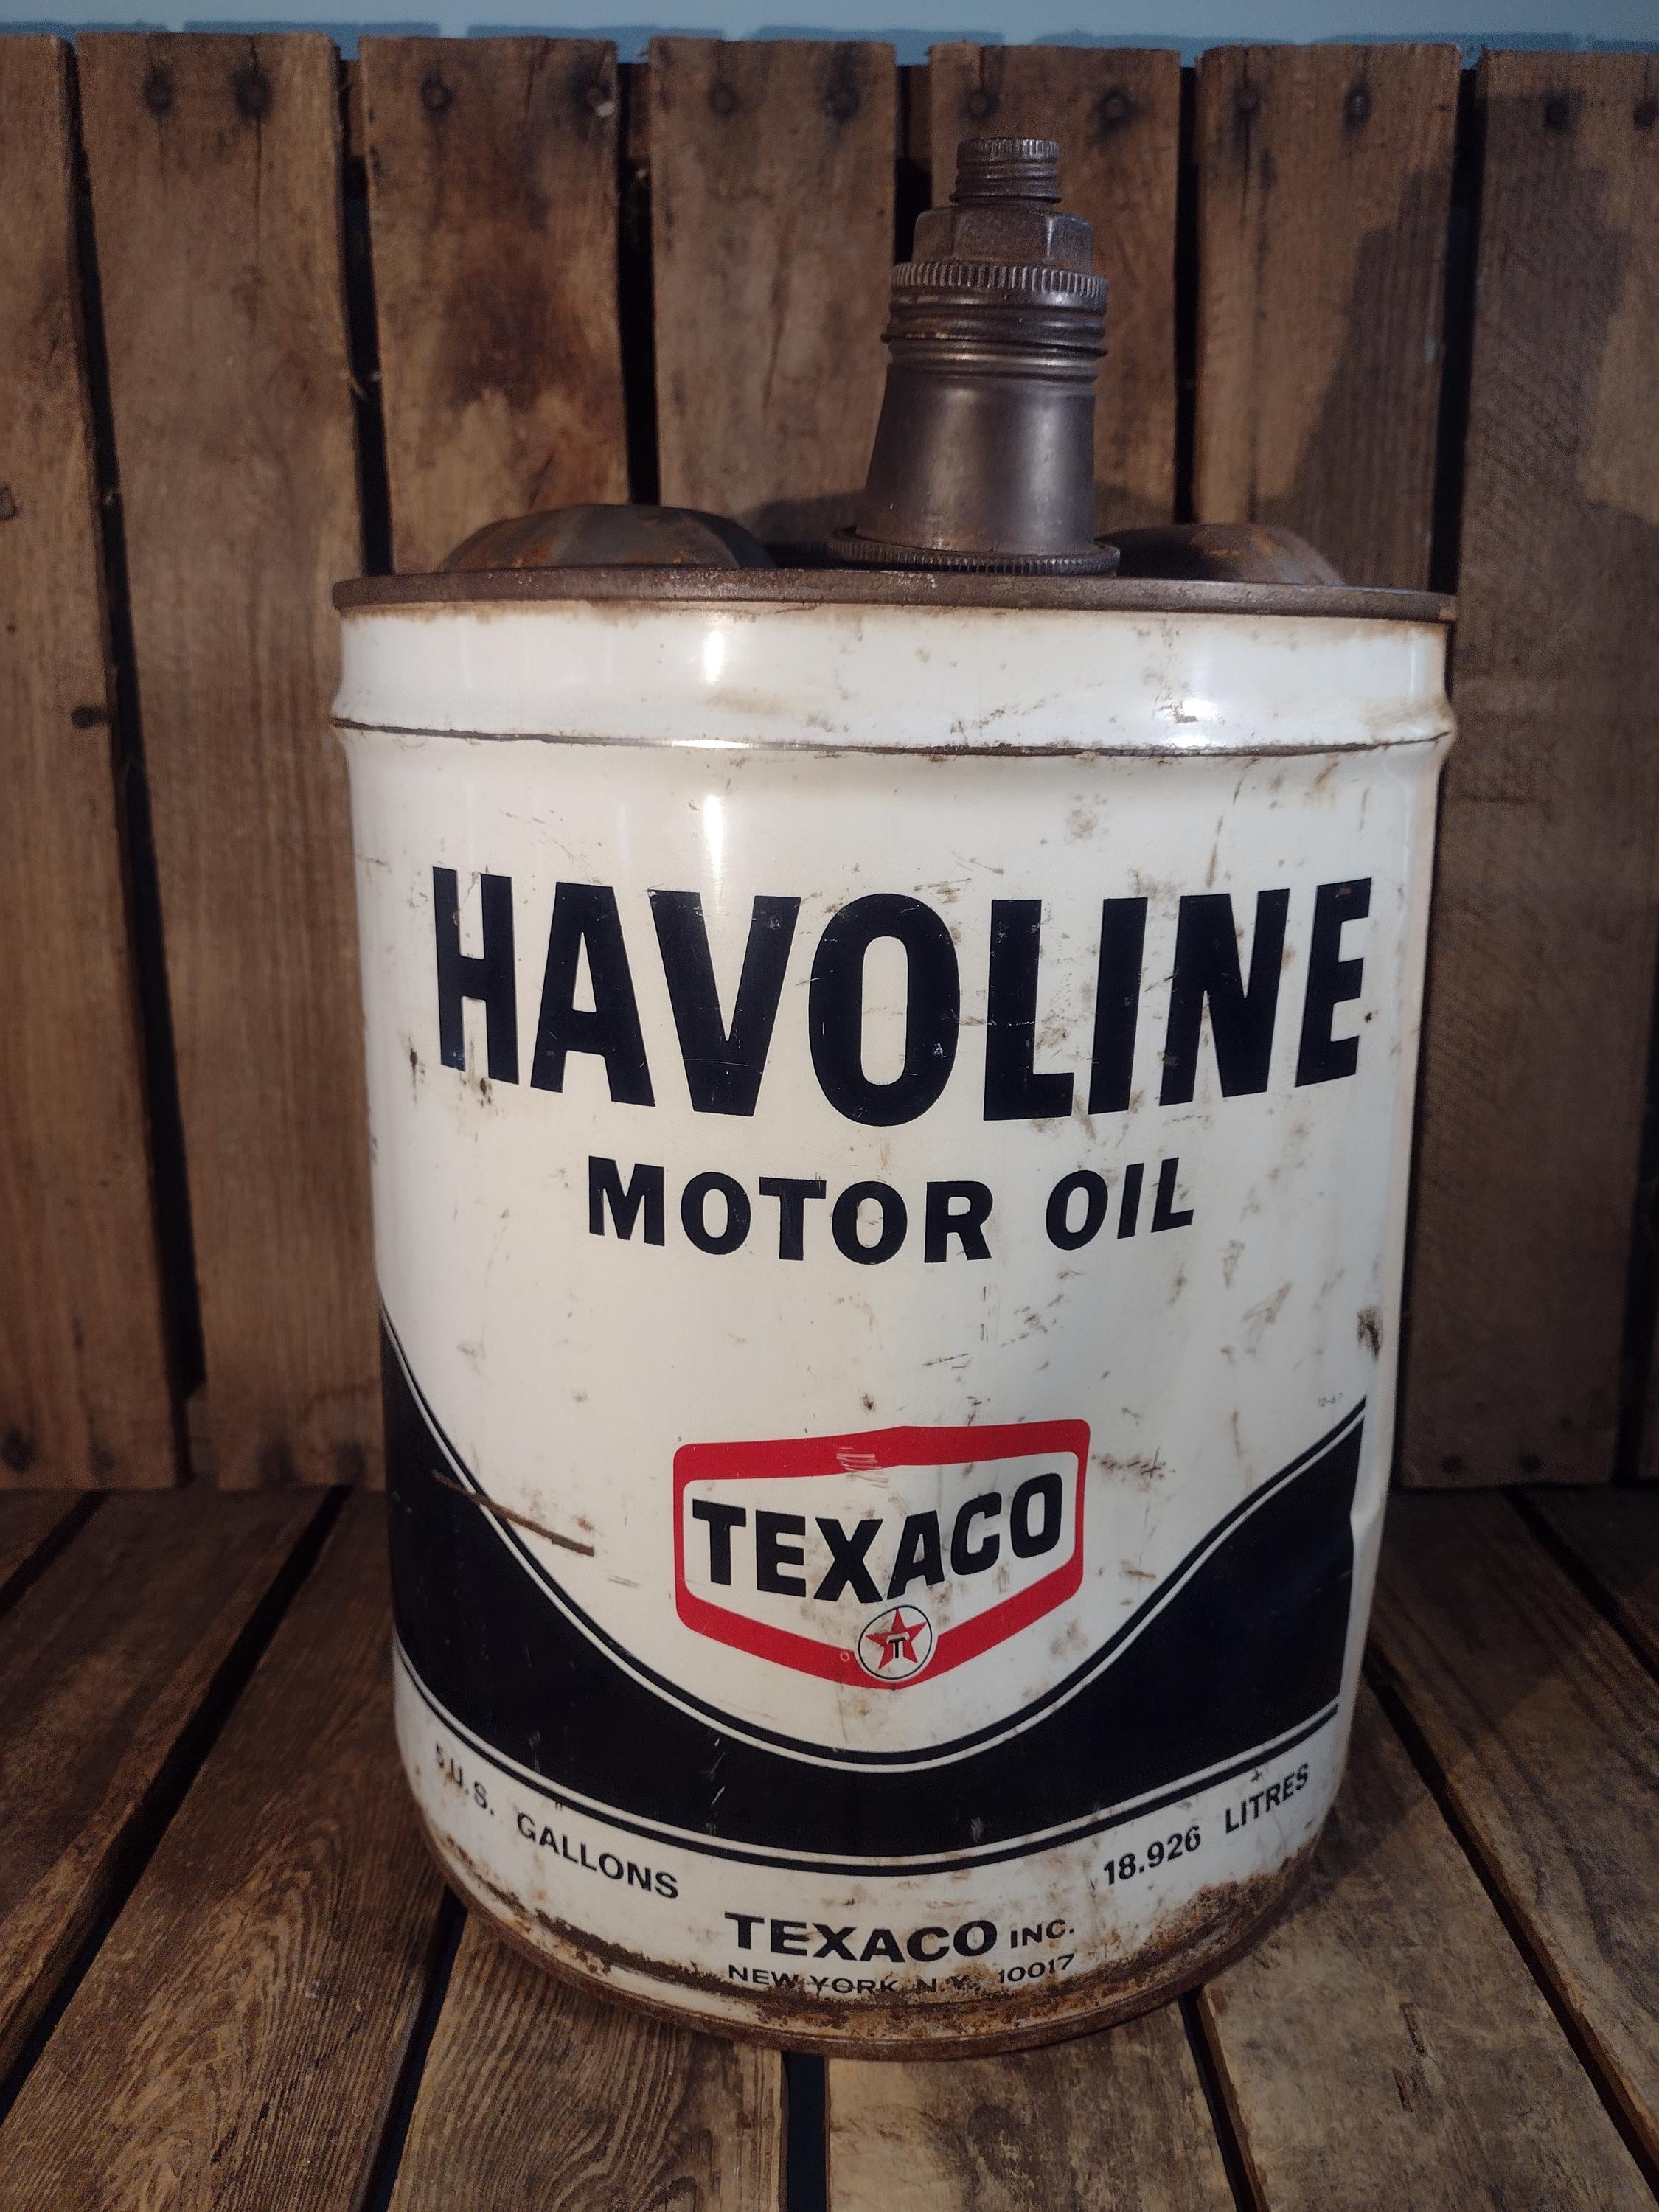 HAVOLINE
MOTOR OIL
TEXACO
T
5 U.S. GALLONS
18.926 LITRES
TEXACO INC.
NEW YORK, N.Y. 10017